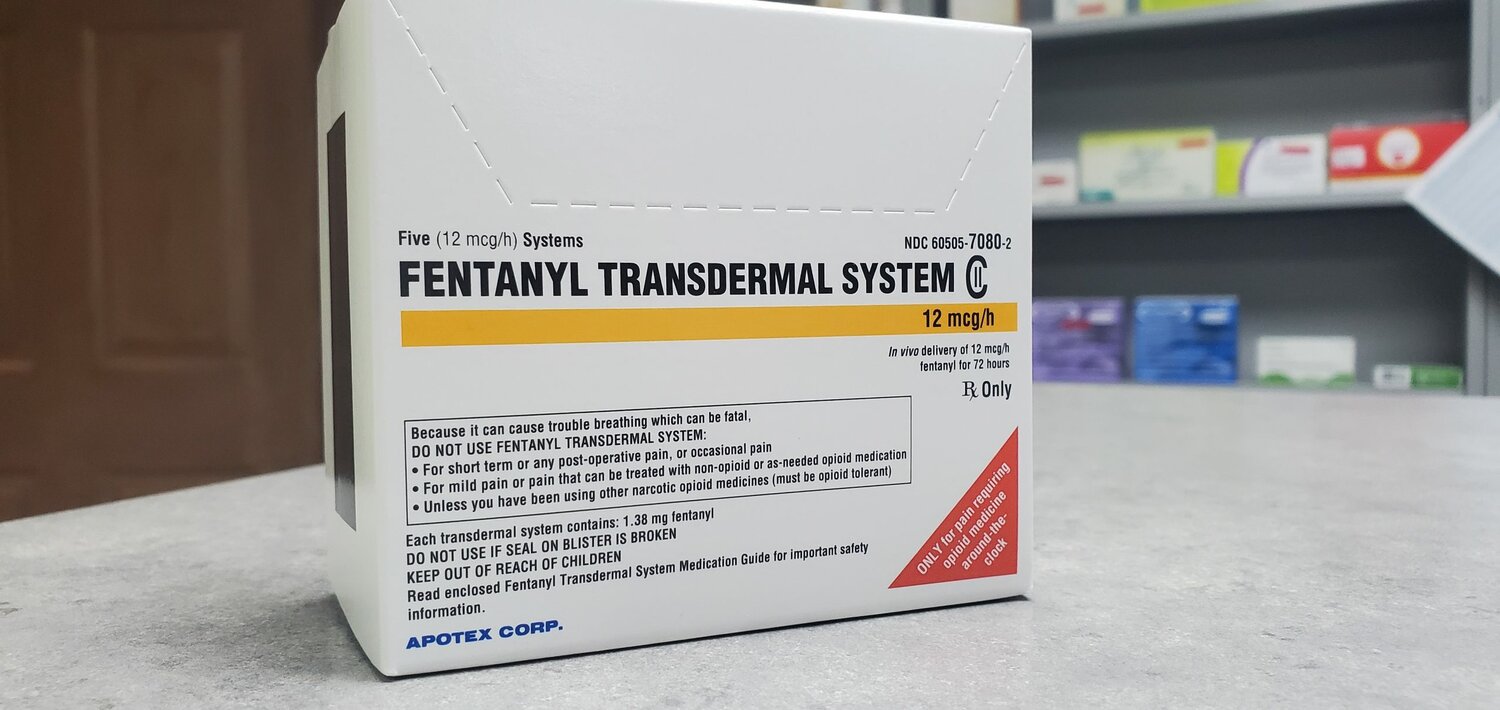 Five (12 mcg/h) Systems
NDC 60505-7080-2
FENTANYL TRANSDERMAL SYSTEM CII
12 mcg/h
In vivo delivery of 12 mcg/h
fentanyl for 72 hours
Rx Only
Because it can cause trouble breathing which can be fatal,
DO NOT USE FENTANYL TRANSDERMAL SYSTEM:
• For short term or any post-operative pain, or occasional pain
• For mild pain or pain that can be treated with non-opioid or as-needed opioid medication
• Unless you have been using other narcotic opioid medicines (must be opioid tolerant)
Each transdermal system contains: 1.38 mg fentanyl
DO NOT USE IF SEAL ON BLISTER IS BROKEN
KEEP OUT OF REACH OF CHILDREN
Read enclosed Fentanyl Transdermal System Medication Guide for important safety
information.
APOTEX CORP.
ONLY for pain requiring
opioid medicine
around-the-
clock